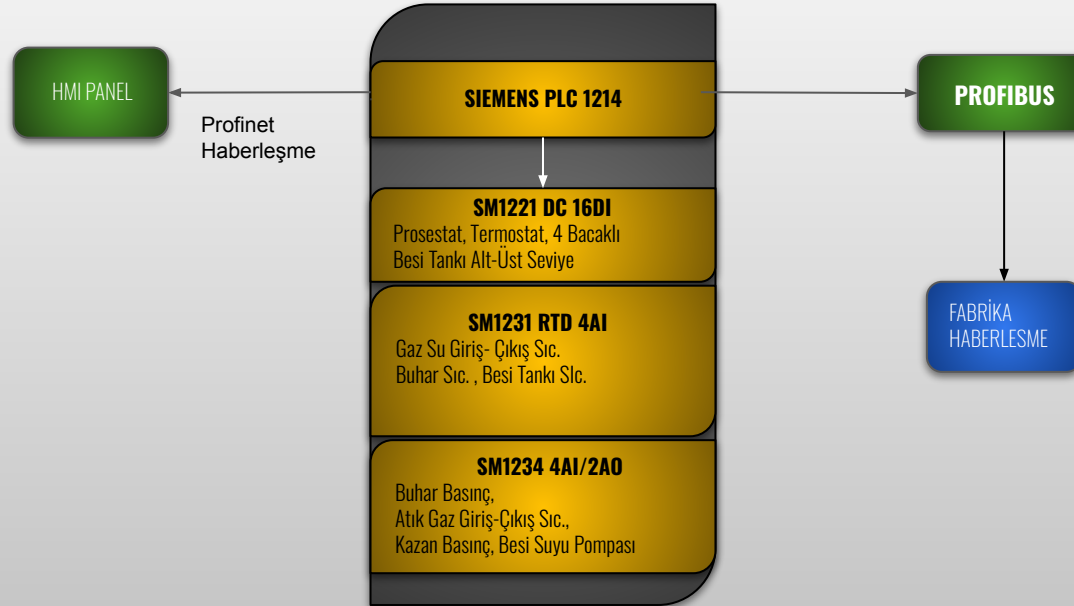 HMI PANEL
Profinet
Haberleşme
SIEMENS PLC 1214
PROFIBUS
SM1221 DC 16DI
Prosestat, Termostat, 4 Bacaklı
Besi Tankı Alt-Üst Seviye
SM1231 RTD 4AI
Gaz Su Giriş- Çıkış Sıc.
Buhar Sıc. , Besi Tankı SIc.
SM1234 4AI/2AO
Buhar Basınç,
Atık Gaz Giriş-Çıkış Sıc.,
Kazan Basınç, Besi Suyu Pompası
FABRİKA
HABERLESME